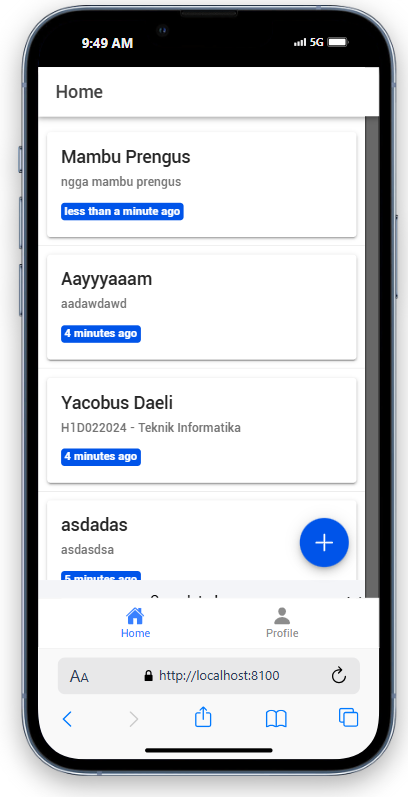 9:49 AM
5G
Home
Mambu Prengus
ngga mambu prengus
less than a minute ago
Aayyyaaam
aadawdawd
4 minutes ago
Yacobus Daeli
H1D022024 - Teknik Informatika
4 minutes ago
asdadas
asdasdsa
5 minutes ago
Home
Profile
AA
http://localhost:8100